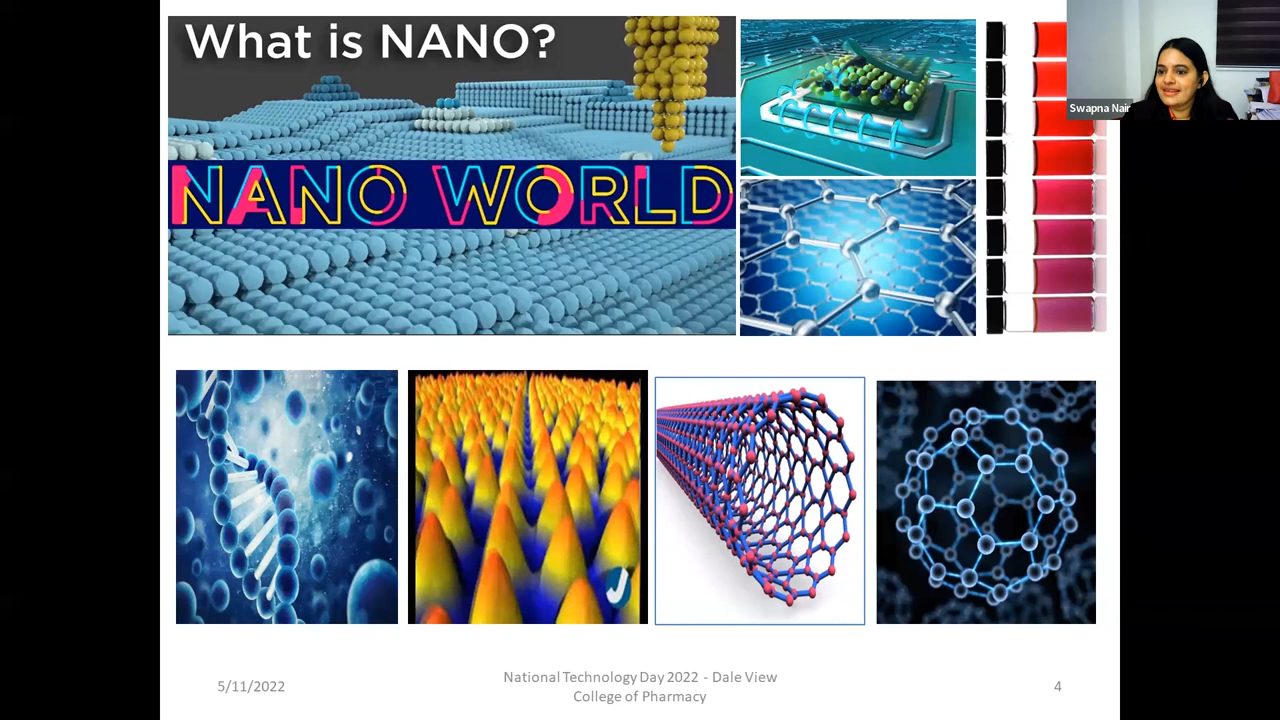 What is NANO?
NANO WORLD
Swapna Nair
5/11/2022
National Technology Day 2022 - Dale View
College of Pharmacy
4